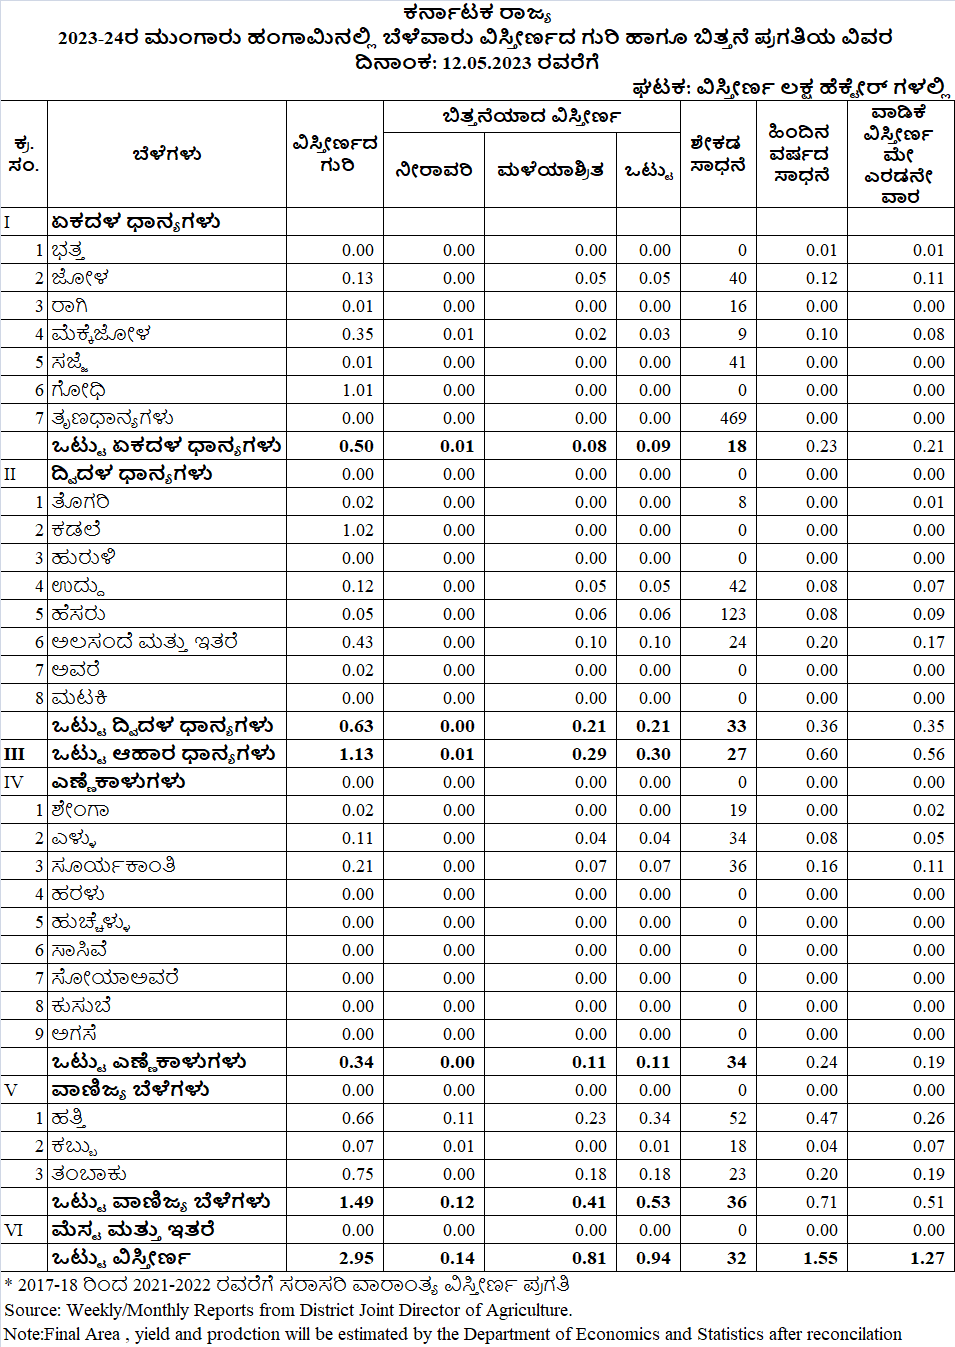 ಕರ್ನಾಟಕ ರಾಜ್ಯ
2023-24ರ ಮುಂಗಾರು ಹಂಗಾಮಿನಲ್ಲಿ ಬೆಳೆವಾರು ವಿಸ್ತೀರ್ಣದ ಗುರಿ ಹಾಗೂ ಬಿತ್ತನೆ ಪ್ರಗತಿಯ ವಿವರ
ದಿನಾಂಕ: 12.05.2023 ರವರೆಗೆ
ಘಟಕ: ವಿಸ್ತೀರ್ಣ ಲಕ್ಷ ಹೆಕ್ಟೇರ್ ಗಳಲ್ಲಿ
ಕ್ರ. ಸಂ. ಬೆಳೆಗಳು ವಿಸ್ತೀರ್ಣದ ಗುರಿ ಬಿತ್ತನೆಯಾದ ವಿಸ್ತೀರ್ಣ ಶೇಕಡ ಸಾಧನೆ ಹಿಂದಿನ ವರ್ಷದ ಸಾಧನೆ ವಾಡಿಕೆ ವಿಸ್ತೀರ್ಣ ಮೇ ಎರಡನೇ ವಾರ
ನೀರಾವರಿ ಮಳೆಯಾಶ್ರಿತ ಒಟ್ಟು
I ಏಕದಳ ಧಾನ್ಯಗಳು
1 ಭತ್ತ 0.00 0.00 0.00 0.00 0 0.01 0.01
2 ಜೋಳ 0.13 0.00 0.05 0.05 40 0.12 0.11
3 ರಾಗಿ 0.01 0.00 0.00 0.00 16 0.00 0.00
4 ಮೆಕ್ಕೆಜೋಳ 0.35 0.01 0.02 0.03 9 0.10 0.08
5 ಸಜ್ಜೆ 0.01 0.00 0.00 0.00 41 0.00 0.00
6 ಗೋಧಿ 1.01 0.00 0.00 0.00 0 0.00 0.00
7 ತೃಣಧಾನ್ಯಗಳು 0.00 0.00 0.00 0.00 469 0.00 0.00
ಒಟ್ಟು ಏಕದಳ ಧಾನ್ಯಗಳು 0.50 0.01 0.08 0.09 18 0.23 0.21
II ದ್ವಿದಳ ಧಾನ್ಯಗಳು 0.00 0.00 0.00 0.00 0 0.00 0.00
1 ತೊಗರಿ 0.02 0.00 0.00 0.00 8 0.00 0.01
2 ಕಡಲೆ 1.02 0.00 0.00 0.00 0 0.00 0.00
3 ಹುರುಳಿ 0.00 0.00 0.00 0.00 0 0.00 0.00
4 ಉದ್ದು 0.12 0.00 0.05 0.05 42 0.08 0.07
5 ಹೆಸರು 0.05 0.00 0.06 0.06 123 0.08 0.09
6 ಅಲಸಂದೆ ಮತ್ತು ಇತರೆ 0.43 0.00 0.10 0.10 24 0.20 0.17
7 ಅವರೆ 0.02 0.00 0.00 0.00 0 0.00 0.00
8 ಮಟಕಿ 0.00 0.00 0.00 0.00 0 0.00 0.00
ಒಟ್ಟು ದ್ವಿದಳ ಧಾನ್ಯಗಳು 0.63 0.00 0.21 0.21 33 0.36 0.35
III ಒಟ್ಟು ಆಹಾರ ಧಾನ್ಯಗಳು 1.13 0.01 0.29 0.30 27 0.60 0.56
IV ಎಣ್ಣೆಕಾಳುಗಳು 0.00 0.00 0.00 0.00 0 0.00 0.00
1 ಶೇಂಗಾ 0.02 0.00 0.00 0.00 19 0.00 0.02
2 ಎಳ್ಳು 0.11 0.00 0.04 0.04 34 0.08 0.05
3 ಸೂರ್ಯಕಾಂತಿ 0.21 0.00 0.07 0.07 36 0.16 0.11
4 ಹರಳು 0.00 0.00 0.00 0.00 0 0.00 0.00
5 ಹುಚ್ಚೆಳ್ಳು 0.00 0.00 0.00 0.00 0 0.00 0.00
6 ಸಾಸಿವೆ 0.00 0.00 0.00 0.00 0 0.00 0.00
7 ಸೋಯಾಅವರೆ 0.00 0.00 0.00 0.00 0 0.00 0.00
8 ಕುಸುಬೆ 0.00 0.00 0.00 0.00 0 0.00 0.00
9 ಅಗಸೆ 0.00 0.00 0.00 0.00 0 0.00 0.00
ಒಟ್ಟು ಎಣ್ಣೆಕಾಳುಗಳು 0.34 0.00 0.11 0.11 34 0.24 0.19
V ವಾಣಿಜ್ಯ ಬೆಳೆಗಳು 0.00 0.00 0.00 0.00 0 0.00 0.00
1 ಹತ್ತಿ 0.66 0.11 0.23 0.34 52 0.47 0.26
2 ಕಬ್ಬು 0.07 0.01 0.00 0.01 18 0.04 0.07
3 ತಂಬಾಕು 0.75 0.00 0.18 0.18 23 0.20 0.19
ಒಟ್ಟು ವಾಣಿಜ್ಯ ಬೆಳೆಗಳು 1.49 0.12 0.41 0.53 36 0.71 0.51
VI ಮೆಸ್ಟ ಮತ್ತು ಇತರೆ 0.00 0.00 0.00 0.00 0 0.00 0.00
ಒಟ್ಟು ವಿಸ್ತೀರ್ಣ 2.95 0.14 0.81 0.94 32 1.55 1.27
* 2017-18 ರಿಂದ 2021-2022 ರವರೆಗೆ ಸರಾಸರಿ ವಾರಾಂತ್ಯ ವಿಸ್ತೀರ್ಣ ಪ್ರಗತಿ
Source: Weekly/Monthly Reports from District Joint Director of Agriculture.
Note:Final Area , yield and prodction will be estimated by the Department of Economics and Statistics after reconcilation